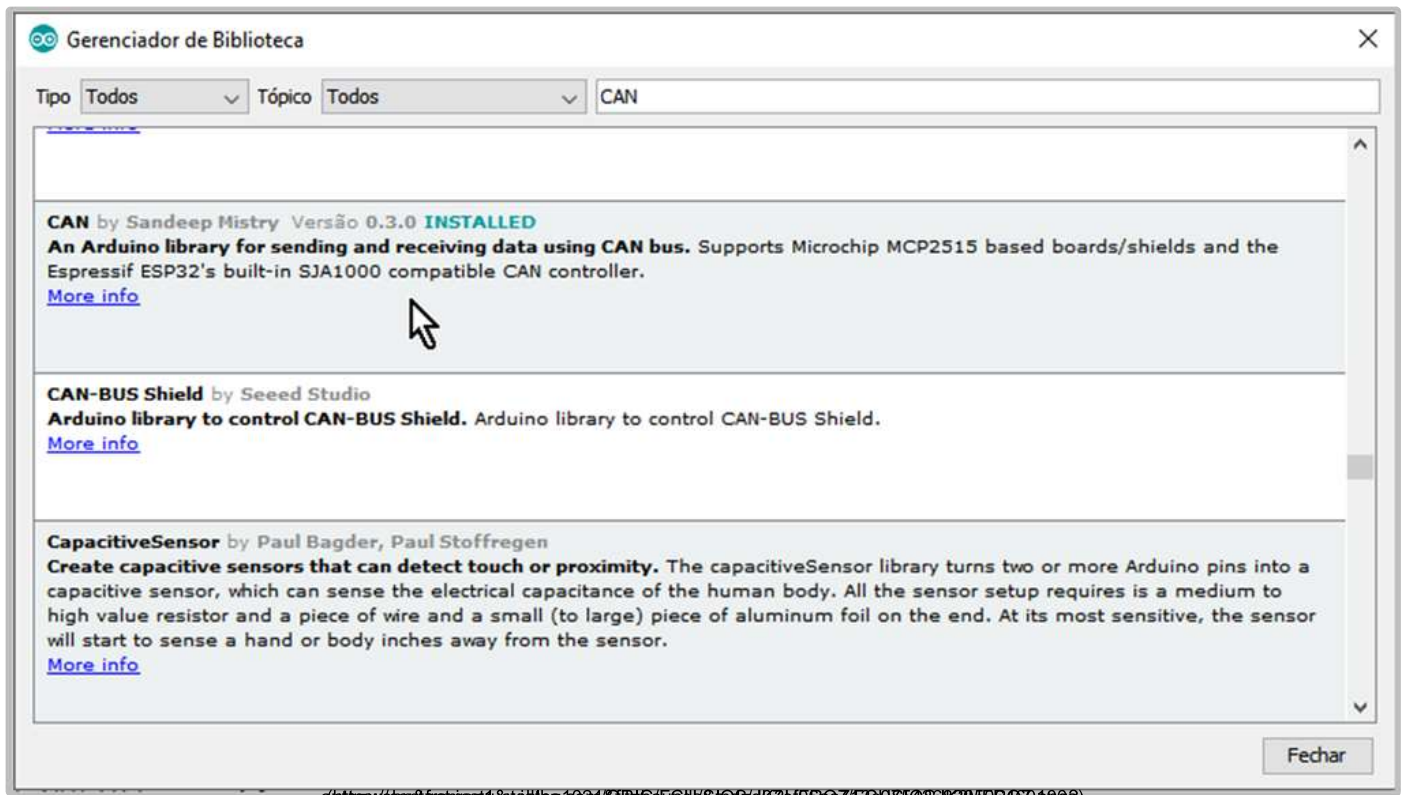 Gerenciador de Biblioteca
Tipo Todos Tópico Todos CAN
More info
CAN by Sandeep Mistry Versão 0.3.0 INSTALLED
An Arduino library for sending and receiving data using CAN bus. Supports Microchip MCP2515 based boards/shields and the
Espressif ESP32's built-in SJA1000 compatible CAN controller.
More info
CAN-BUS Shield by Seeed Studio
Arduino library to control CAN-BUS Shield. Arduino library to control CAN-BUS Shield.
More info
CapacitiveSensor by Paul Bagder, Paul Stoffregen
Create capacitive sensors that can detect touch or proximity. The capacitiveSensor library turns two or more Arduino pins into a
capacitive sensor, which can sense the electrical capacitance of the human body. All the sensor setup requires is a medium to
high value resistor and a piece of wire and a small (to large) piece of aluminum foil on the end. At its most sensitive, the sensor
will start to sense a hand or body inches away from the sensor.
More info
Fechar